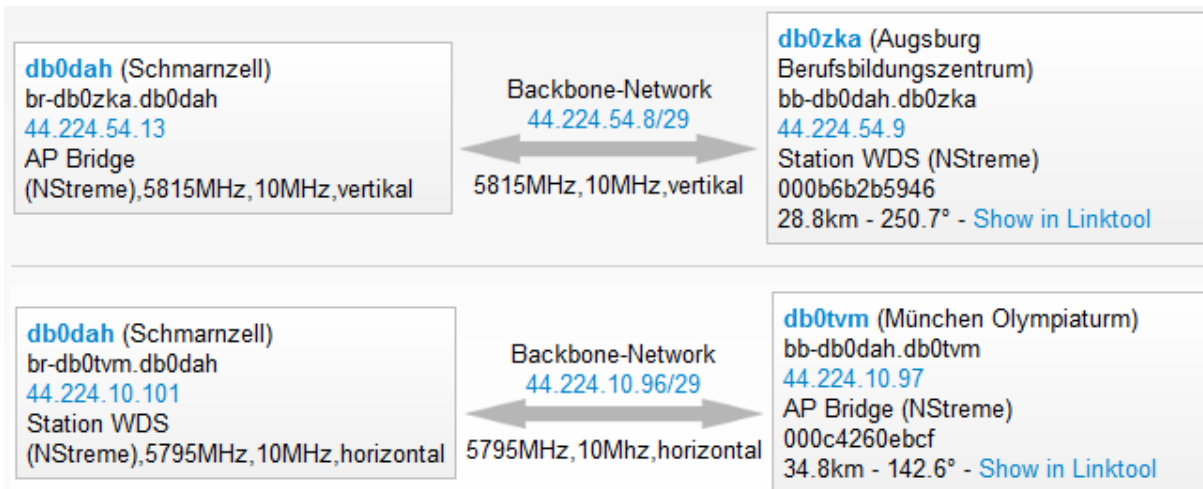 db0dah (Schmarnzell)
br-db0zka.db0dah
44.224.54.13
AP Bridge
(NStreme),5815MHz,10MHz,vertikal
Backbone-Network
44.224.54.8/29
5815MHz,10MHz,vertikal
db0zka (Augsburg
Berufsbildungszentrum)
bb-db0dah.db0zka
44.224.54.9
Station WDS (NStreme)
000b6b2b5946
28.8km - 250.7° - Show in Linktool
db0dah (Schmarnzell)
br-db0tvm.db0dah
44.224.10.101
Station WDS
(NStreme),5795MHz,10MHz,horizontal
Backbone-Network
44.224.10.96/29
5795MHz,10Mhz,horizontal
db0tvm (München Olympiaturm)
bb-db0dah.db0tvm
44.224.10.97
AP Bridge (NStreme)
000c4260ebcf
34.8km - 142.6° - Show in Linktool